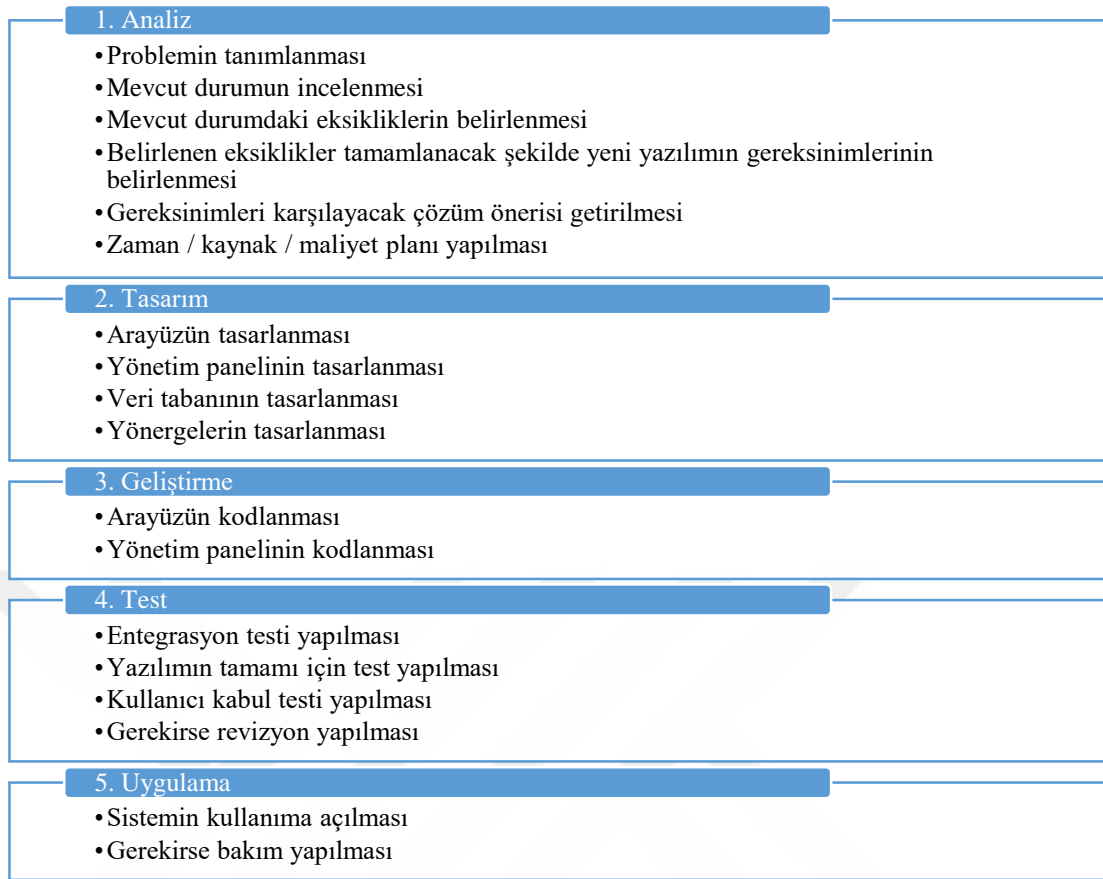 1. Analiz
•Problemin tanımlanması
•Mevcut durumun incelenmesi
•Mevcut durumdaki eksikliklerin belirlenmesi
•Belirlenen eksiklikler tamamlanacak şekilde yeni yazılımın gereksinimlerinin
belirlenmesi
•Gereksinimleri karşılayacak çözüm önerisi getirilmesi
•Zaman / kaynak / maliyet planı yapılması
2. Tasarım
•Arayüzün tasarlanması
•Yönetim panelinin tasarlanması
•Veri tabanının tasarlanması
•Yönergelerin tasarlanması
3. Geliştirme
•Arayüzün kodlanması
•Yönetim panelinin kodlanması
4. Test
•Entegrasyon testi yapılması
•Yazılımın tamamı için test yapılması
•Kullanıcı kabul testi yapılması
•Gerekirse revizyon yapılması
5. Uygulama
•Sistemin kullanıma açılması
•Gerekirse bakım yapılması